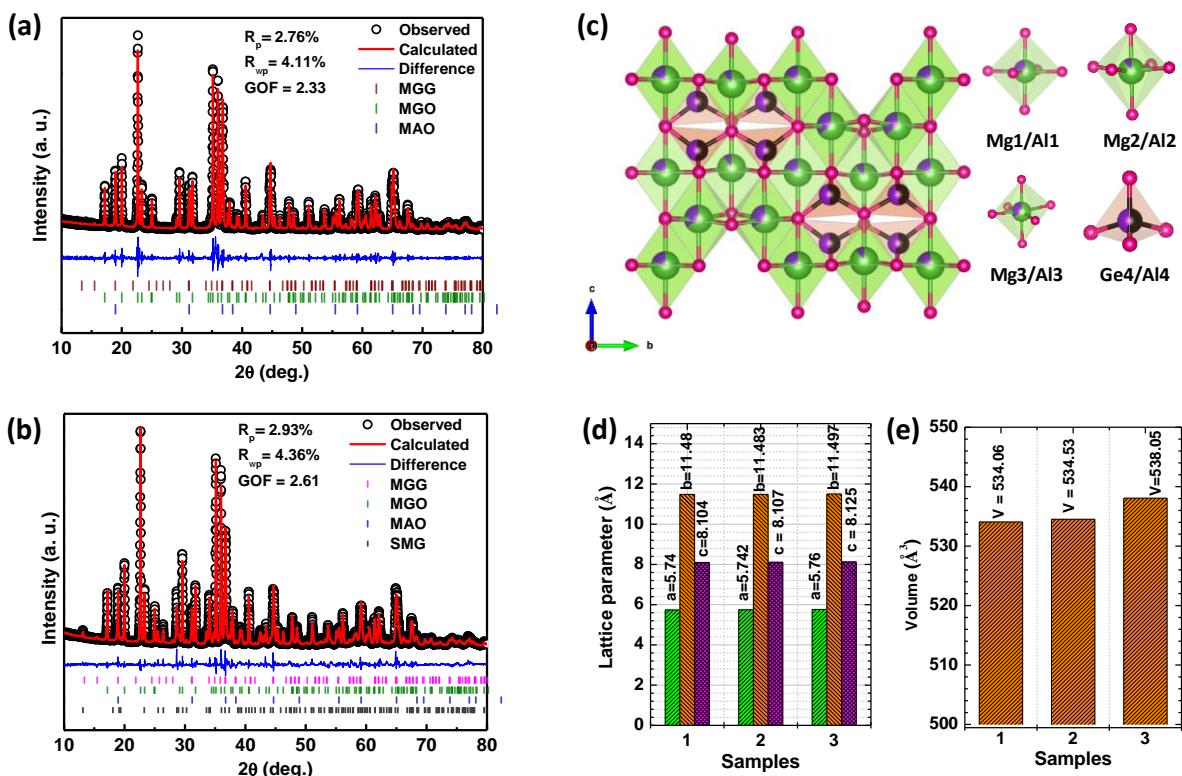 (a)
Observed
Calculated
Difference
MGG
MGO
MAO
Rp = 2.76%
Rwp = 4.11%
GOF = 2.33
Intensity (a. u.)
10 20 30 40 50 60 70 80
2θ (deg.)
(b)
Observed
Calculated
Difference
MGG
MGO
MAO
SMG
Rp = 2.93%
Rwp = 4.36%
GOF = 2.61
Intensity (a. u.)
10 20 30 40 50 60 70 80
2θ (deg.)
(c)
Mg1/Al1
Mg2/Al2
Mg3/Al3
Ge4/Al4
c
b
(d)
Lattice parameter (Å)
14
12
10
8
6
4
2
0
a=5.74
b=11.48
c=8.104
a=5.742
b=11.483
c = 8.107
a=5.76
b=11.497
c = 8.125
1 2 3
Samples
(e)
Volume (Å³)
550
540
530
520
510
500
V = 534.06
V = 534.53
V=538.05
1 2 3
Samples